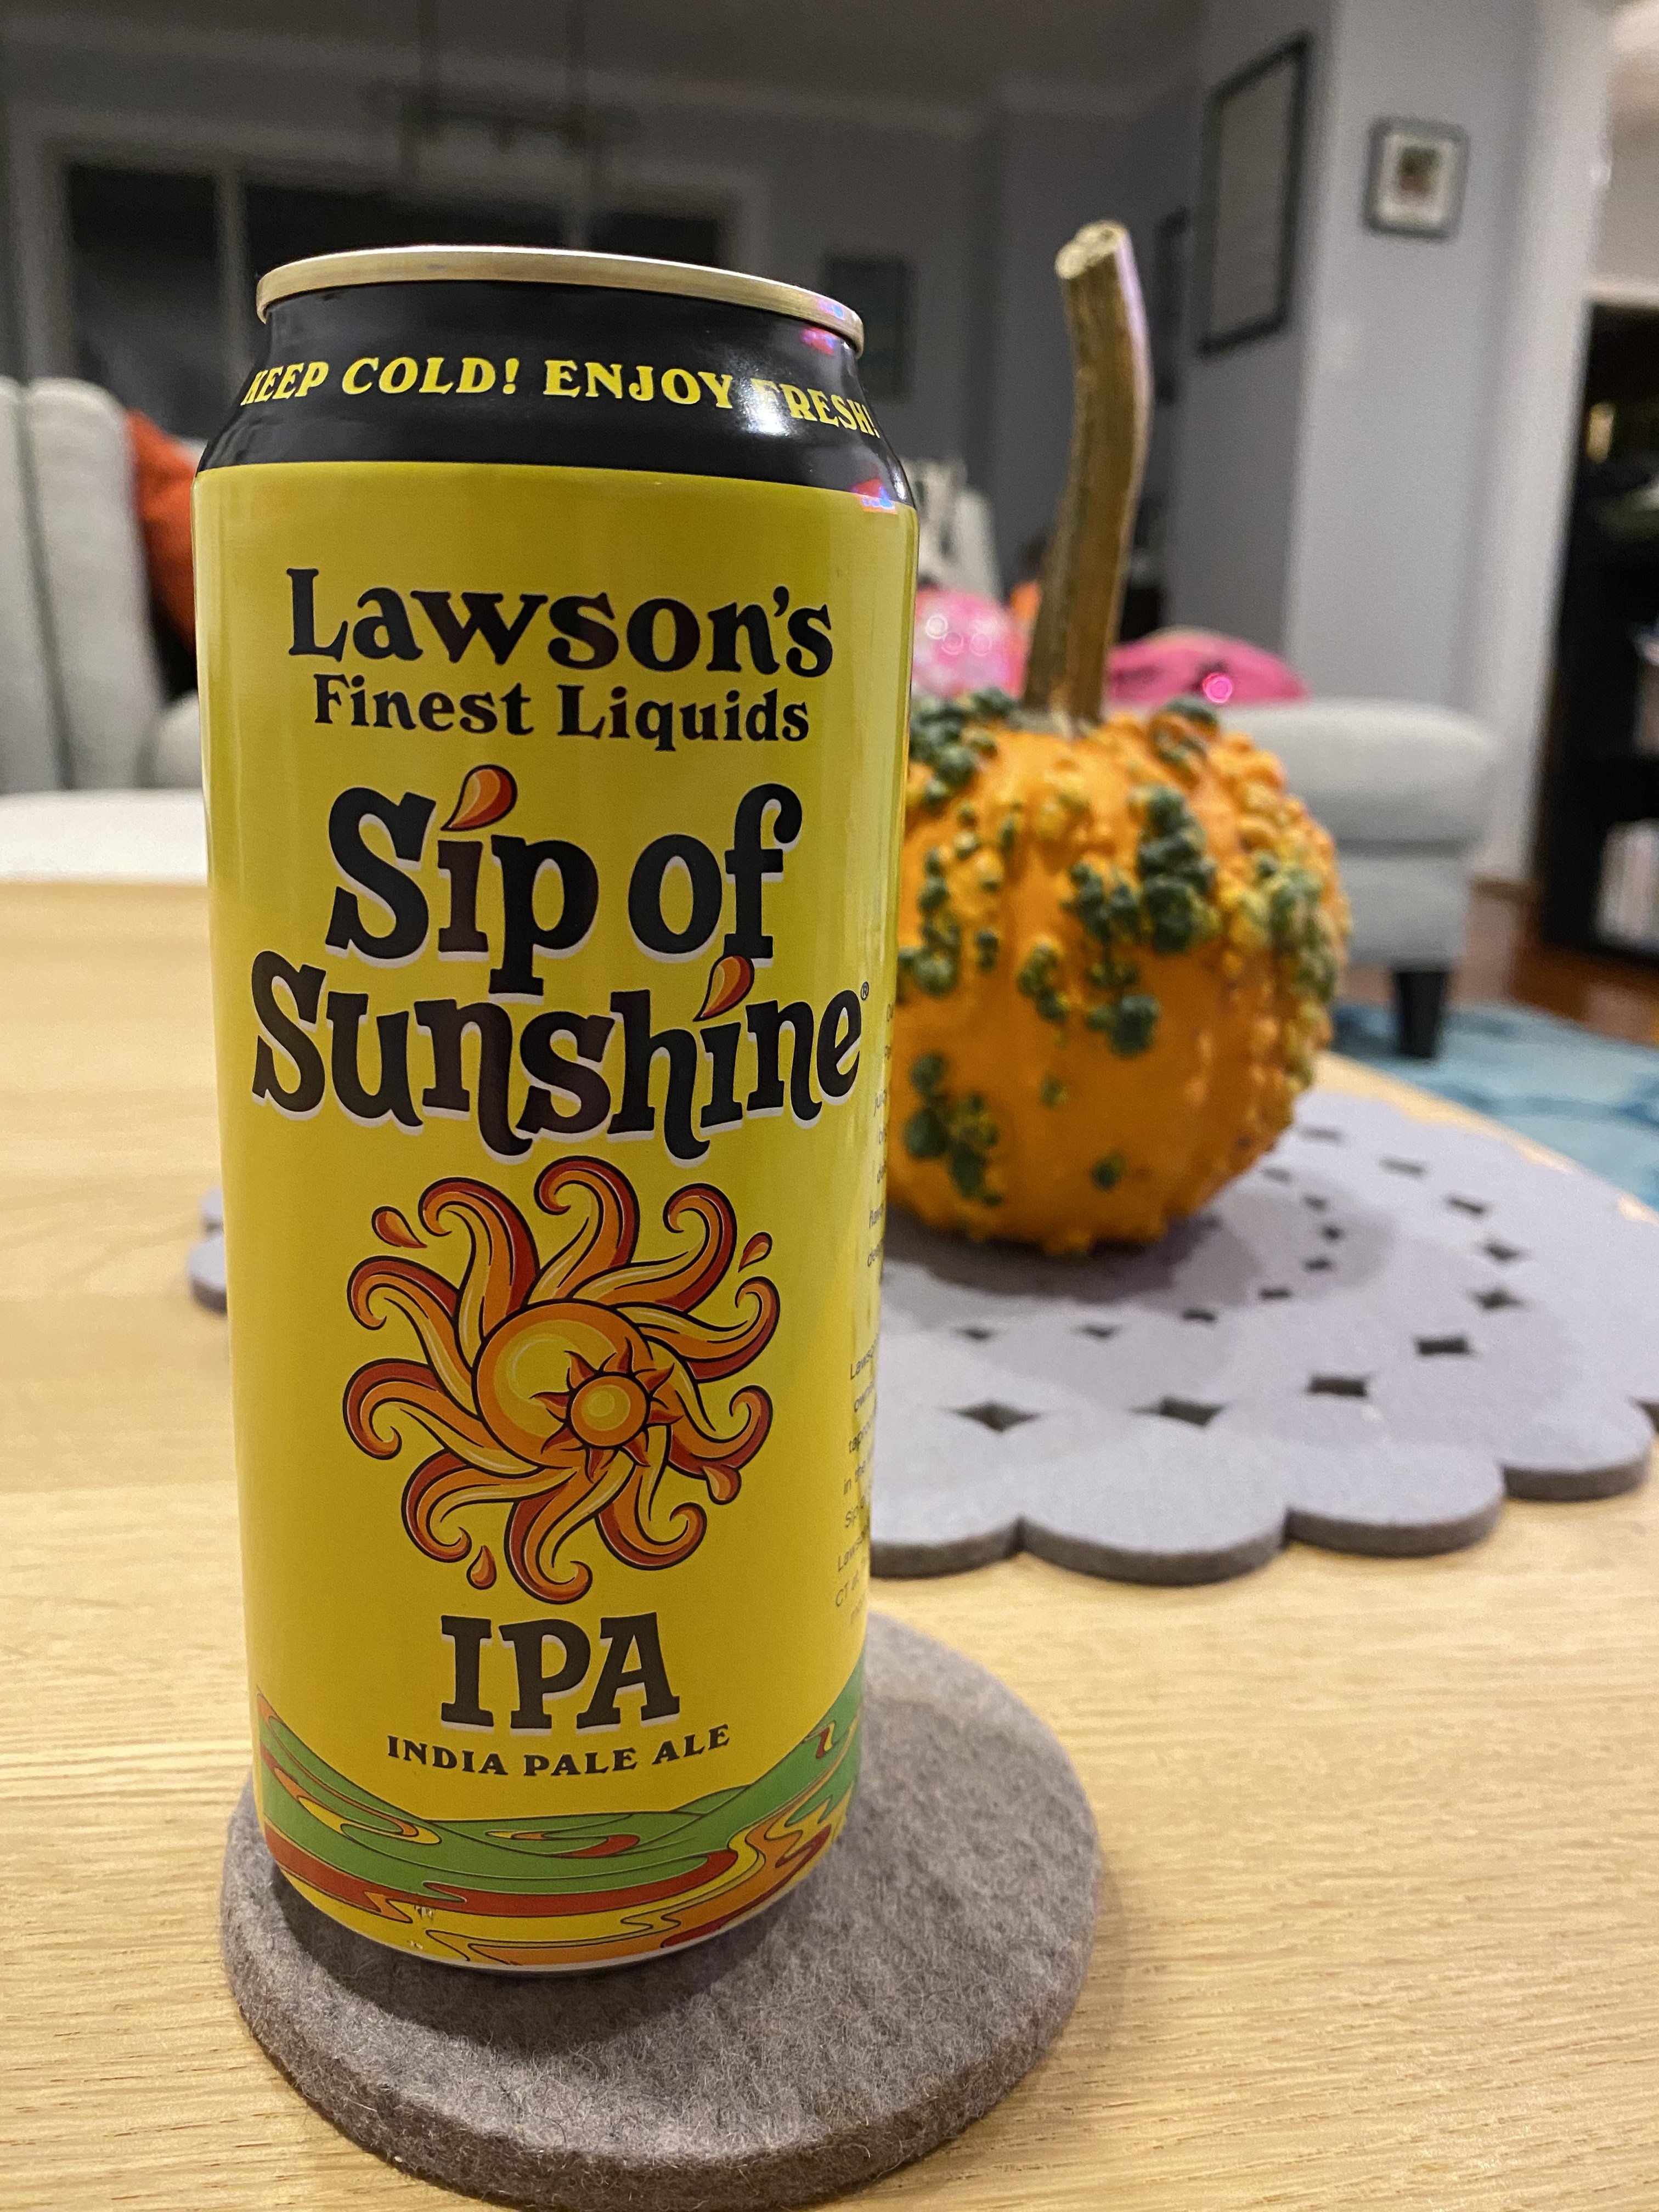 KEEP COLD! ENJOY FRESH!
Lawson's
Finest Liquids
Sip of
Sunshine®
IPA
INDIA PALE ALE